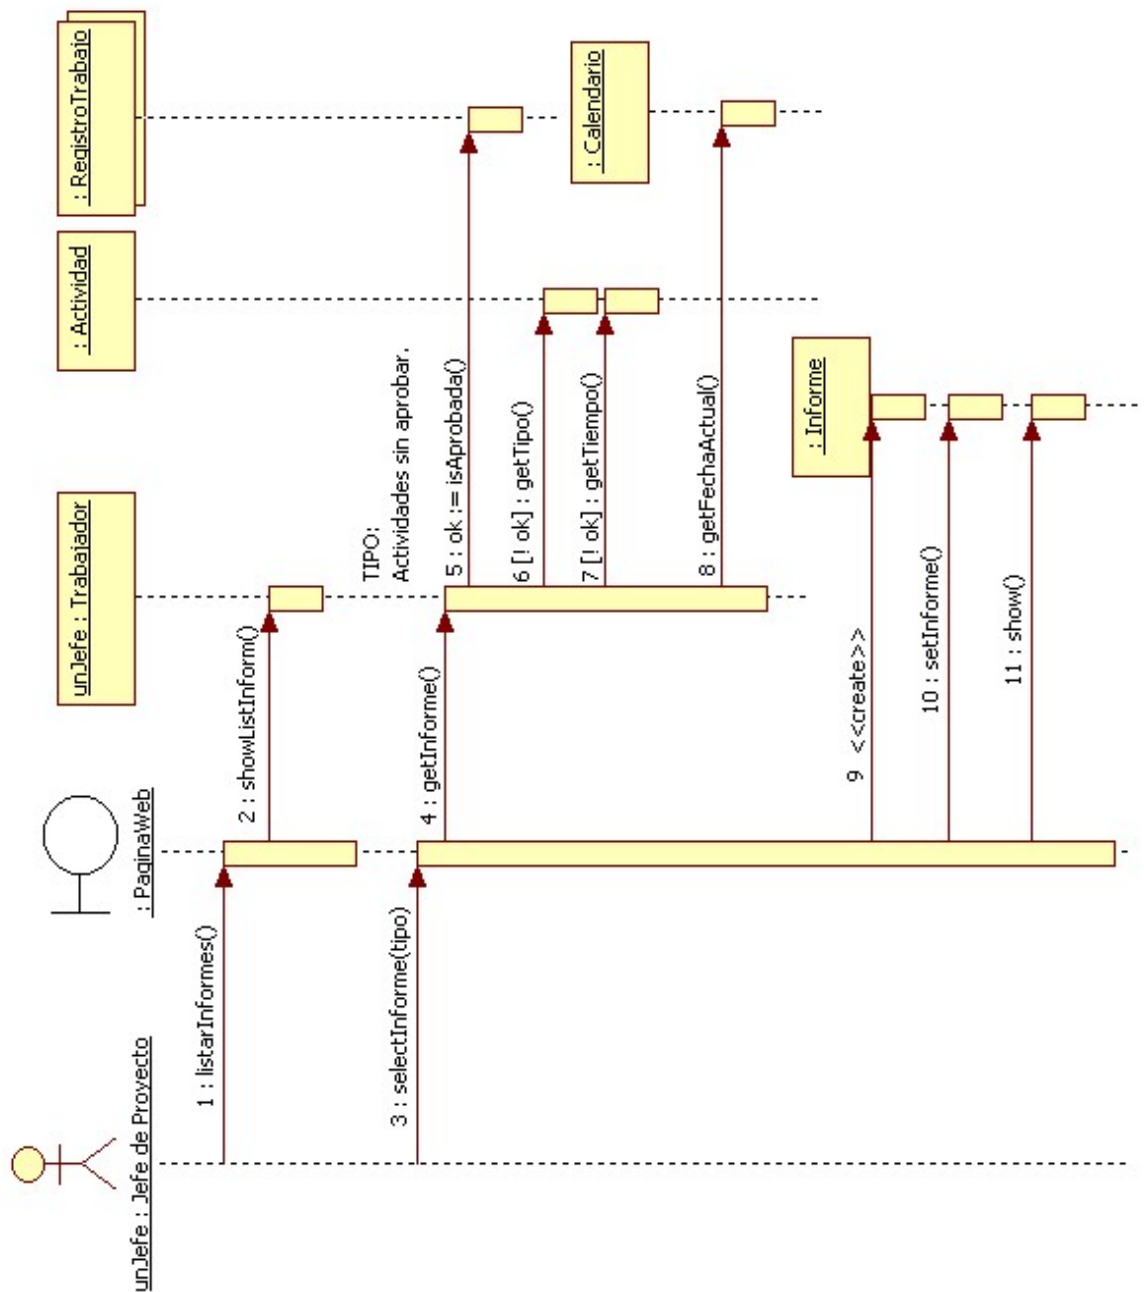 unJefe : Jefe de Proyecto
: PaginaWeb
unJefe : Trabajador
: Actividad
: RegistroTrabajo
1 : listarInformes()
2 : showListInform()
TIPO:
Actividades sin aprobar.
3 : selectInforme(tipo)
4 : getInforme()
5 : ok := isAprobada()
6 [! ok] : getTipo()
7 [! ok] : getTiempo()
: Calendario
8 : getFechaActual()
: Informe
9 <<create>>
10 : setInforme()
11 : show()